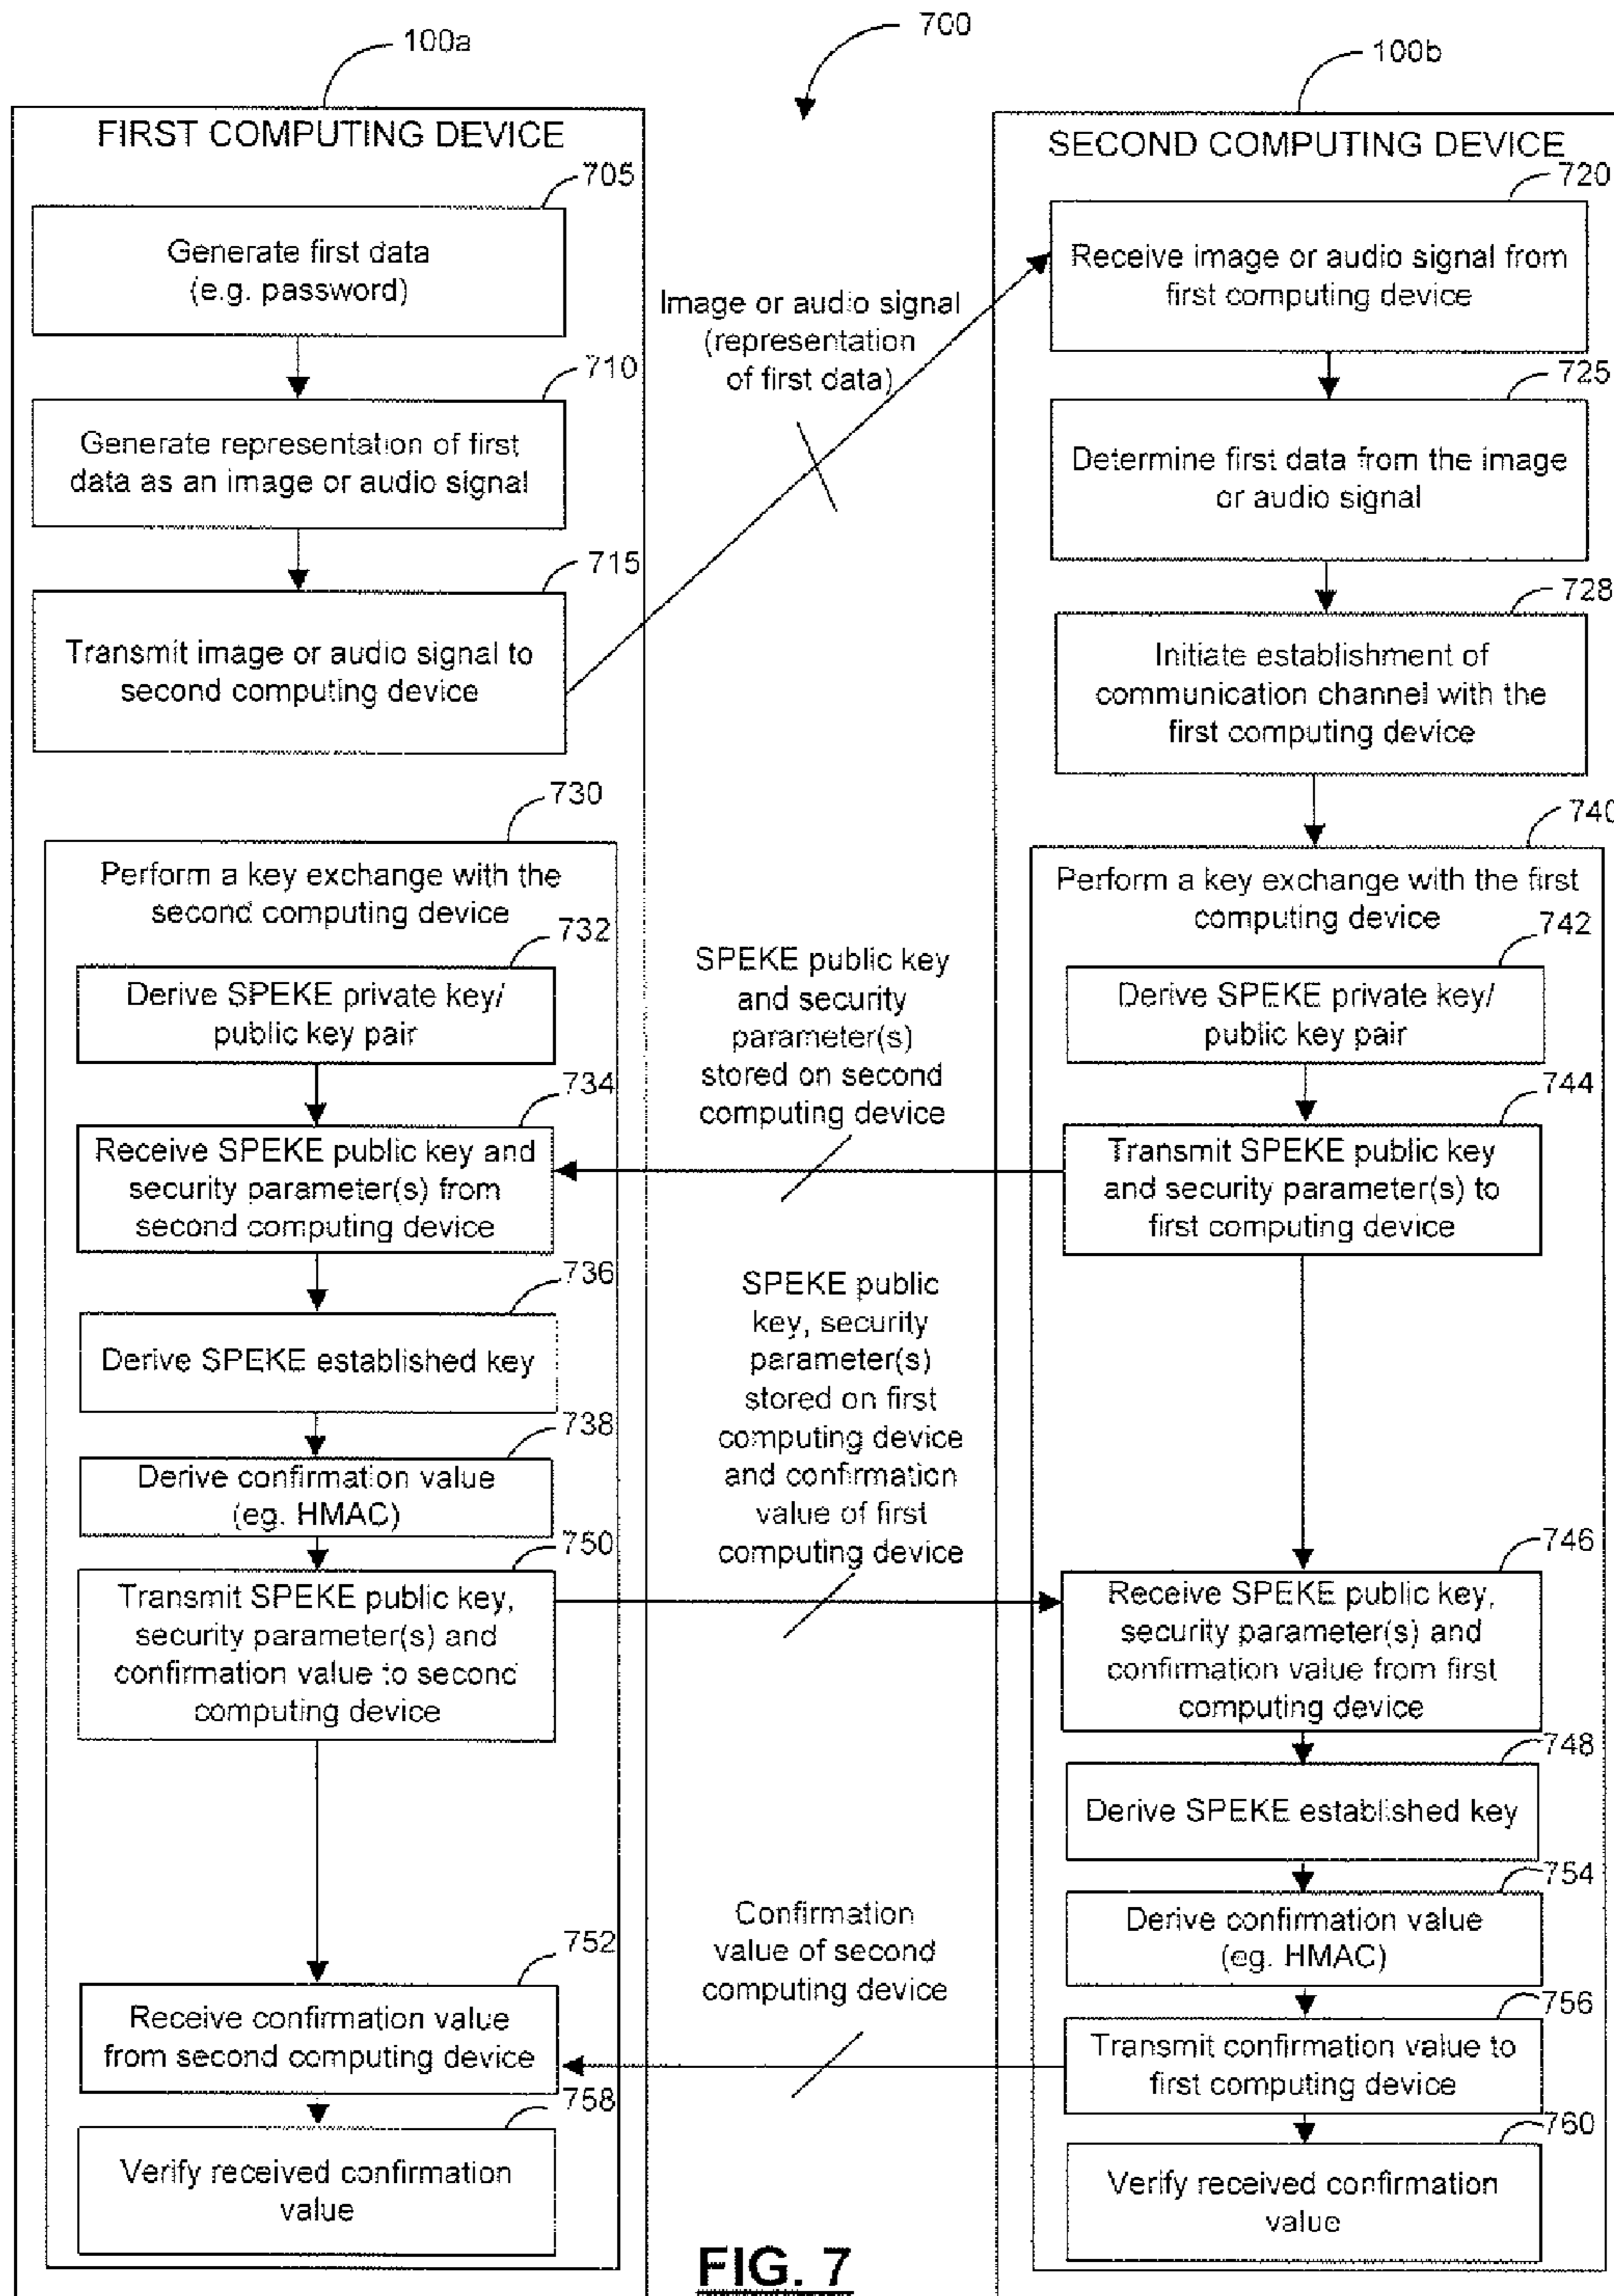 700
100a
100b
FIRST COMPUTING DEVICE
705
Generate first data
(e.g. password)
710
Generate representation of first
data as an image or audio signal
715
Transmit image or audio signal to
second computing device
Image or audio signal
(representation
of first data)
SECOND COMPUTING DEVICE
720
Receive image or audio signal from
first computing device
725
Determine first data from the image
or audio signal
728
Initiate establishment of
communication channel with the
first computing device
730
Perform a key exchange with the
second computing device
732
Derive SPEKE private key/
public key pair
734
Receive SPEKE public key and
security parameter(s) from
second computing device
736
Derive SPEKE established key
738
Derive confirmation value
(eg. HMAC)
750
Transmit SPEKE public key,
security parameter(s) and
confirmation value to second
computing device
752
Receive confirmation value
from second computing device
758
Verify received confirmation
value
SPEKE public key
and security
parameter(s)
stored on second
computing device
SPEKE public
key, security
parameter(s)
stored on first
computing device
and confirmation
value of first
computing device
Confirmation
value of second
computing device
740
Perform a key exchange with the first
computing device
742
Derive SPEKE private key/
public key pair
744
Transmit SPEKE public key
and security parameter(s) to
first computing device
746
Receive SPEKE public key,
security parameter(s) and
confirmation value from first
computing device
748
Derive SPEKE established key
754
Derive confirmation value
(eg. HMAC)
756
Transmit confirmation value to
first computing device
760
Verify received confirmation
value
FIG. 7